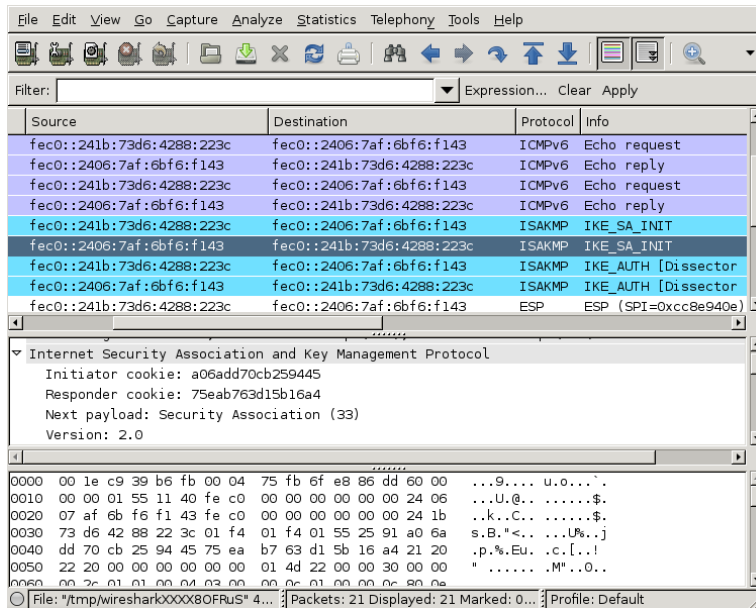 File Edit View Go Capture Analyze Statistics Telephony Tools Help
Filter: Expression... Clear Apply
Source Destination Protocol Info
fec0::241b:73d6:4288:223c fec0::2406:7af:6bf6:f143 ICMPv6 Echo request
fec0::2406:7af:6bf6:f143 fec0::241b:73d6:4288:223c ICMPv6 Echo reply
fec0::241b:73d6:4288:223c fec0::2406:7af:6bf6:f143 ICMPv6 Echo request
fec0::2406:7af:6bf6:f143 fec0::241b:73d6:4288:223c ICMPv6 Echo reply
fec0::241b:73d6:4288:223c fec0::2406:7af:6bf6:f143 ISAKMP IKE_SA_INIT
fec0::2406:7af:6bf6:f143 fec0::241b:73d6:4288:223c ISAKMP IKE_SA_INIT
fec0::241b:73d6:4288:223c fec0::2406:7af:6bf6:f143 ISAKMP IKE_AUTH [Dissector
fec0::2406:7af:6bf6:f143 fec0::241b:73d6:4288:223c ISAKMP IKE_AUTH [Dissector
fec0::241b:73d6:4288:223c fec0::2406:7af:6bf6:f143 ESP ESP (SPI=0xcc8e940e)
Internet Security Association and Key Management Protocol
Initiator cookie: a06add70cb259445
Responder cookie: 75eab763d15b16a4
Next payload: Security Association (33)
Version: 2.0
0000 00 1e c9 39 b6 fb 00 04 75 fb 6f e8 86 dd 60 00 ...9.... u.o...`.
0010 00 00 01 55 11 40 fe c0 00 00 00 00 00 00 24 06 ...U.@.. ......$.
0020 07 af 6b f6 f1 43 fe c0 00 00 00 00 00 00 24 1b ..k..C.. ......$.
0030 73 d6 42 88 22 3c 01 f4 01 f4 01 55 25 91 a0 6a s.B."<.. ...U%..j
0040 dd 70 cb 25 94 45 75 ea b7 63 d1 5b 16 a4 21 20 .p.%.Eu. .c.[..! 
0050 22 20 00 00 00 00 00 00 01 4d 22 00 00 30 00 00 " ...... .M"..0..
File: "/tmp/wiresharkXXXX8OFRuS" 4... Packets: 21 Displayed: 21 Marked: 0... Profile: Default